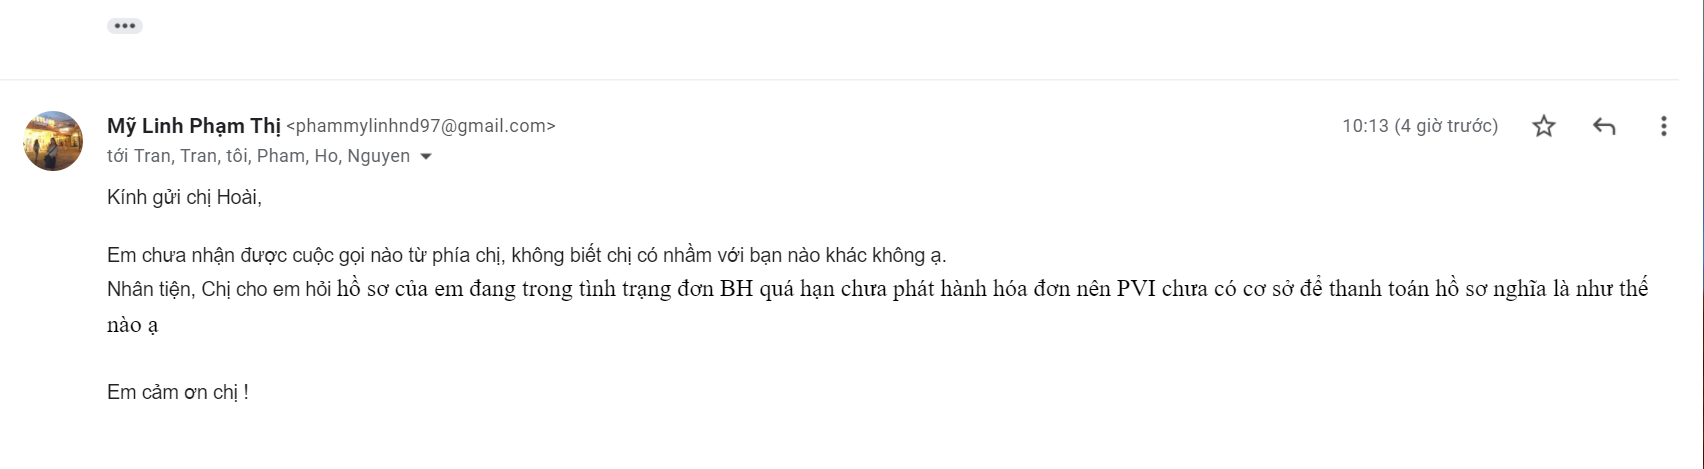 •••
Mỹ Linh Phạm Thị <phammylinhnd97@gmail.com>
10:13 (4 giờ trước)
tới Tran, Tran, tôi, Pham, Ho, Nguyen
Kính gửi chị Hoài,
Em chưa nhận được cuộc gọi nào từ phía chị, không biết chị có nhầm với bạn nào khác không ạ.
Nhân tiện, Chị cho em hỏi hồ sơ của em đang trong tình trạng đơn BH quá hạn chưa phát hành hóa đơn nên PVI chưa có cơ sở để thanh toán hồ sơ nghĩa là như thế
nào ạ
Em cảm ơn chị !